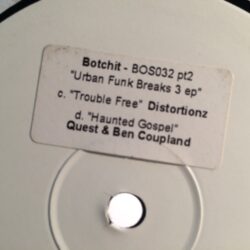 Botchit - BOS032 pt2
"Urban Funk Breaks 3 ep"
c. "Trouble Free" Distortionz
d. "Haunted Gospel"
Quest & Ben Coupland